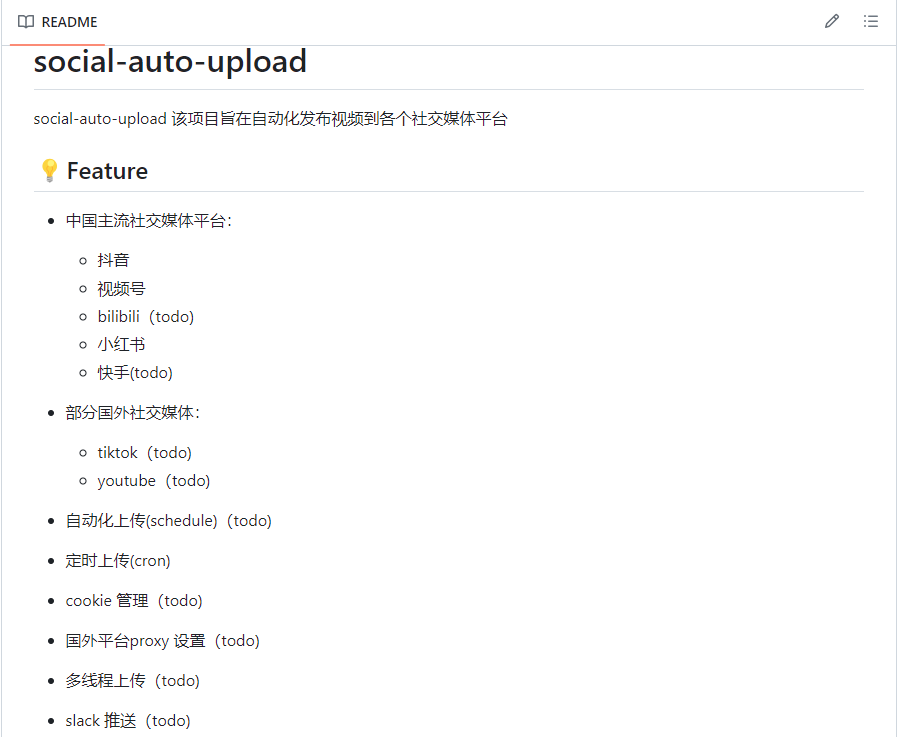 README
social-auto-upload
social-auto-upload 该项目旨在自动化发布视频到各个社交媒体平台
💡 Feature
中国主流社交媒体平台：
抖音
视频号
bilibili（todo)
小红书
快手(todo)
部分国外社交媒体：
tiktok（todo)
youtube（todo)
自动化上传(schedule)（todo)
定时上传(cron)
cookie 管理（todo)
国外平台proxy 设置（todo)
多线程上传（todo)
slack 推送（todo)